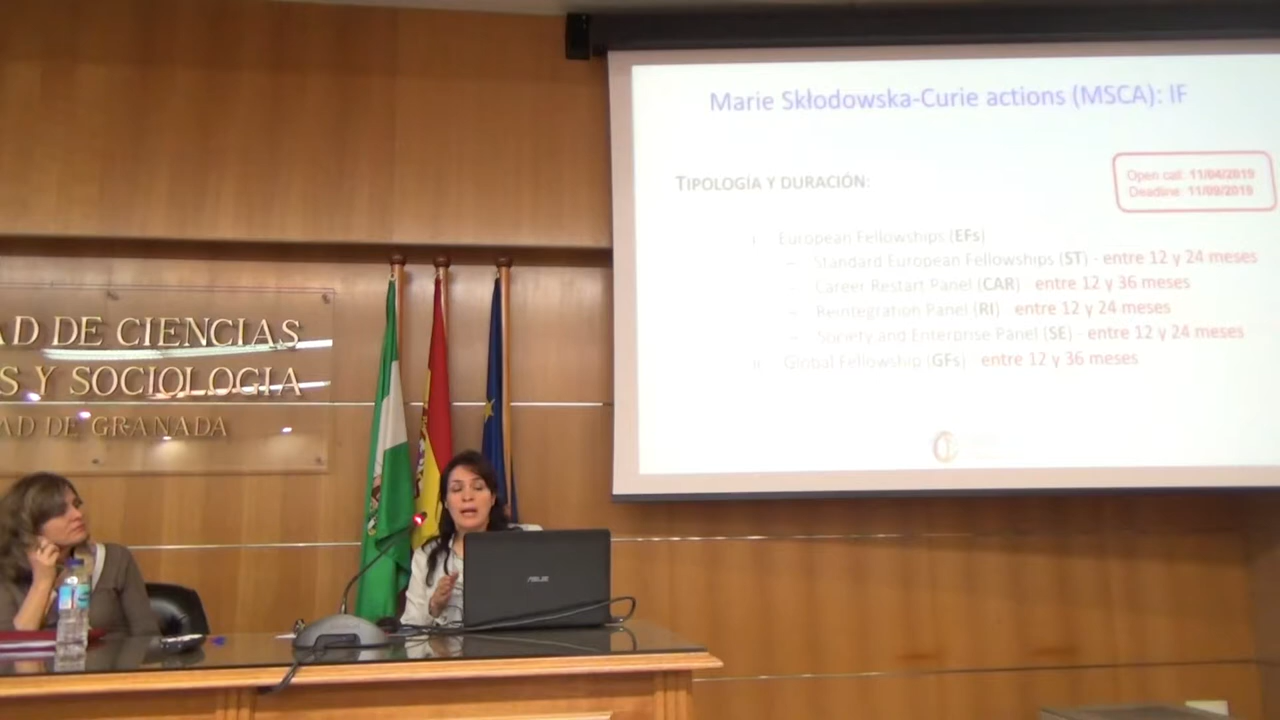 Marie Skłodowska-Curie actions (MSCA): IF
TIPOLOGÍA Y DURACIÓN:
Open call: 11/04/2019
Deadline: 11/09/2019
i. European Fellowships (EFs)
– Standard European Fellowships (ST) - entre 12 y 24 meses
– Career Restart Panel (CAR) entre 12 y 36 meses
– Reintegration Panel (RI) entre 12 y 24 meses
– Society and Enterprise Panel (SE) - entre 12 y 24 meses
ii. Global Fellowship (GFs) entre 12 y 36 meses
AD DE CIENCIAS
S Y SOCIOLOGIA
AD DE GRANADA
ASUS